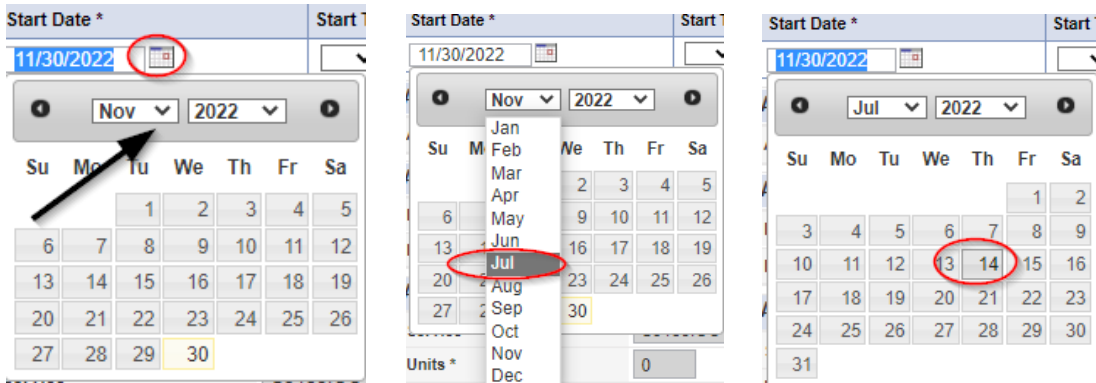 Start Date * Start
11/30/2022
Nov 2022
Su Mo Tu We Th Fr Sa
1 2 3 4 5
6 7 8 9 10 11 12
13 14 15 16 17 18 19
20 21 22 23 24 25 26
27 28 29 30
Start Date * Start
11/30/2022
Nov 2022
Jan
Su Feb We Th Fr Sa
Mar 2 3 4 5
Apr
6 May 9 10 11 12
13 Jun 16 17 18 19
Jul
20 Aug 23 24 25 26
27 Sep 30
Oct
Units * Nov 0
Dec
Start Date * Start
11/30/2022
Jul 2022
Su Mo Tu We Th Fr Sa
1 2
3 4 5 6 7 8 9
10 11 12 13 14 15 16
17 18 19 20 21 22 23
24 25 26 27 28 29 30
31